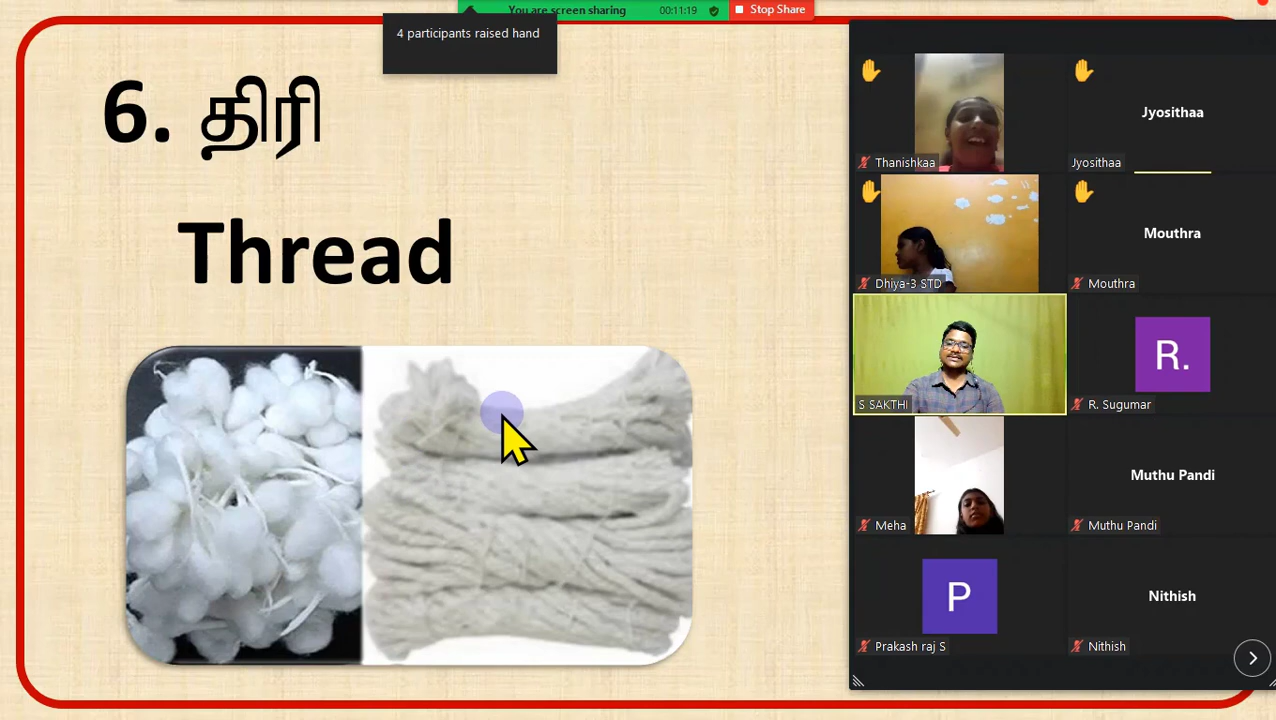 You are screen sharing
00:11:19
Stop Share
4 participants raised hand
6. திரி
Thread
Thanishkaa
Jyosithaa
Jyosithaa
Dhiya-3 STD
Mouthra
Mouthra
S SAKTHI
R.
R. Sugumar
Meha
Muthu Pandi
Muthu Pandi
P
Prakash raj S
Nithish
Nithish